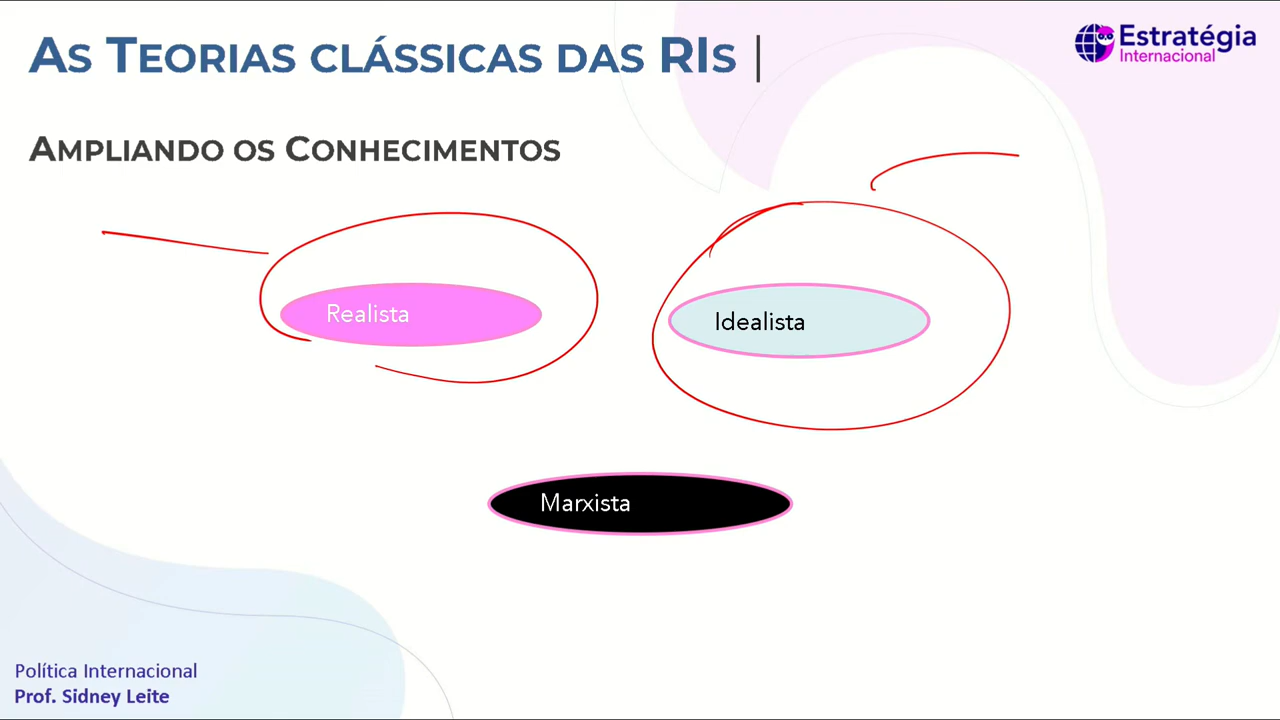 As Teorias clássicas das RIs |
Estratégia
Internacional
Ampliando os Conhecimentos
Realista
Idealista
Marxista
Política Internacional
Prof. Sidney Leite